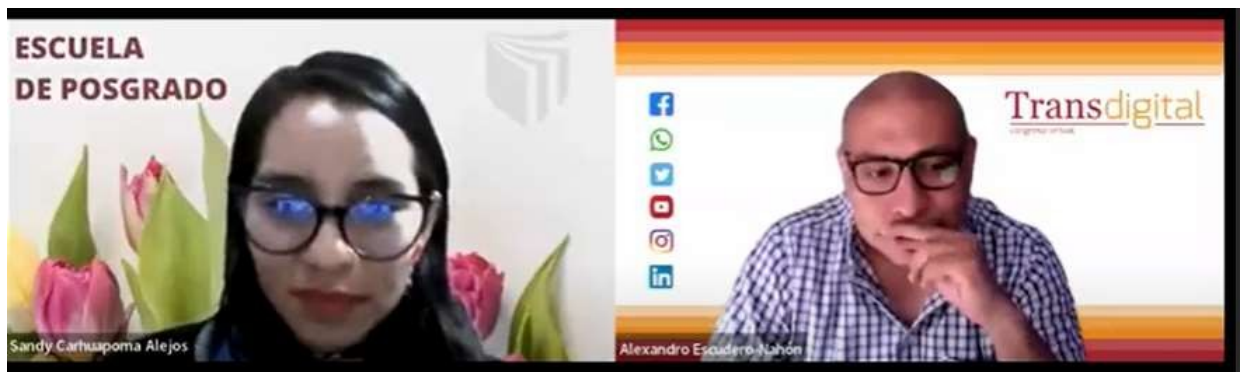 ESCUELA
DE POSGRADO
Transdigital
Sandy Carhuapoma Alejos
Alexandro Escudero-Nahón